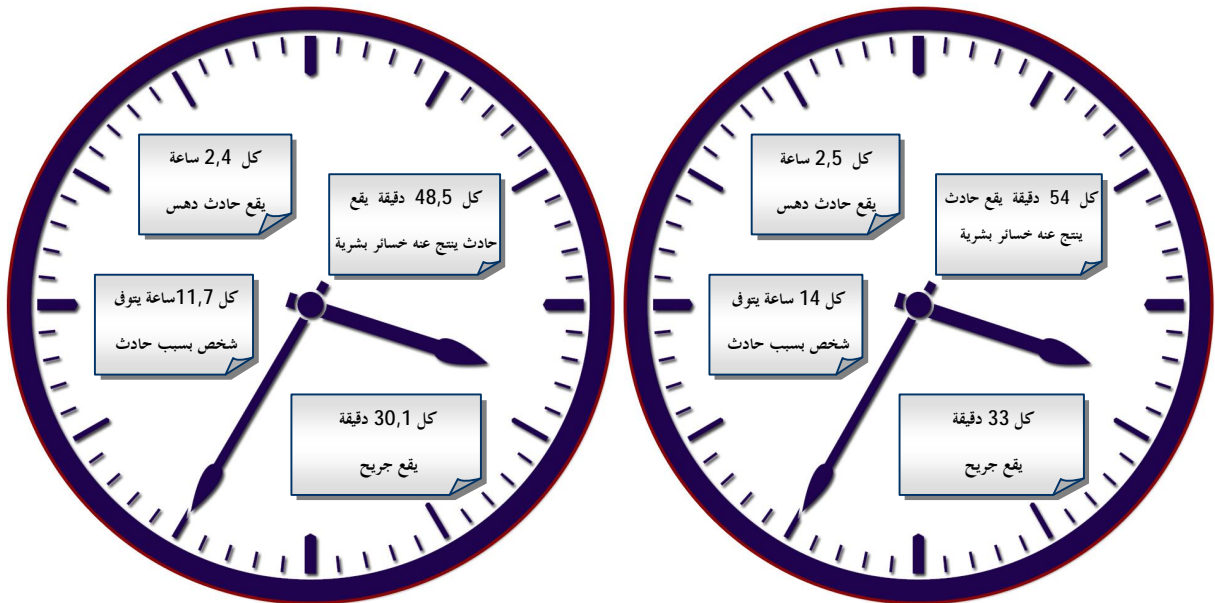 كل 2,4 ساعة
يقع حادث دهس
كل 48,5 دقيقة يقع
حادث ينتج عنه خسائر بشرية
كل 11,7ساعة يتوفى
شخص بسبب حادث
كل 30,1 دقيقة
يقع جريح
كل 2,5 ساعة
يقع حادث دهس
كل 54 دقيقة يقع حادث
ينتج عنه خسائر بشرية
كل 14 ساعة يتوفى
شخص بسبب حادث
كل 33 دقيقة
يقع جريح